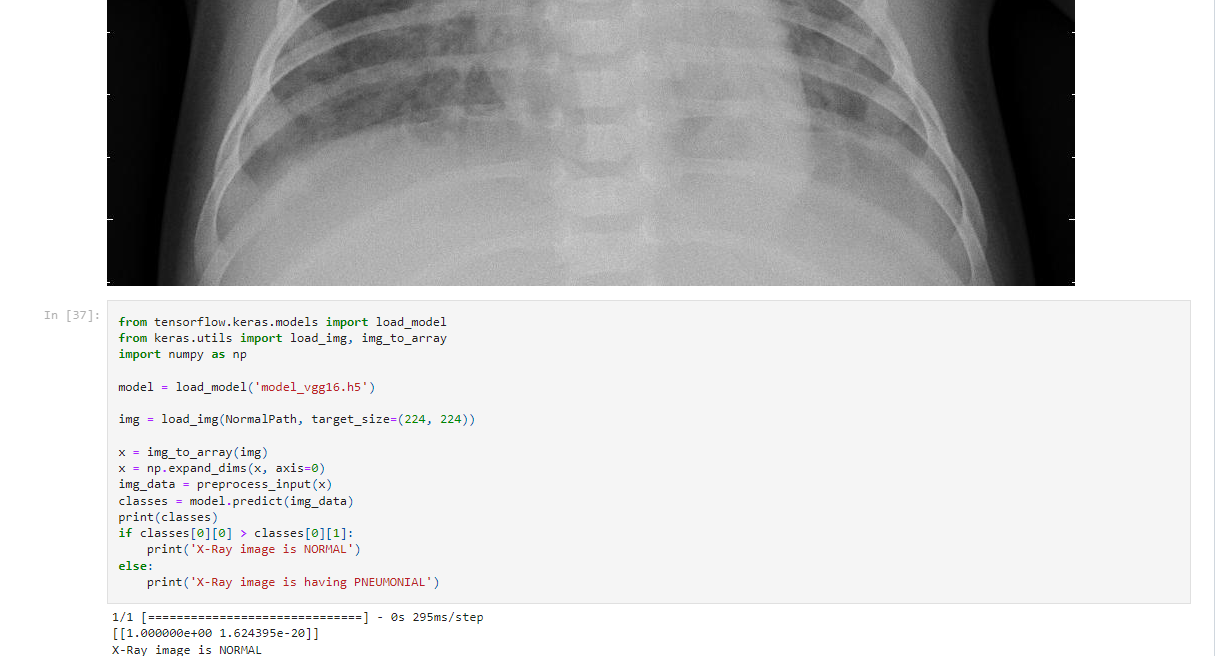 In [37]:
from tensorflow.keras.models import load_model
from keras.utils import load_img, img_to_array
import numpy as np
model = load_model('model_vgg16.h5')
img = load_img(NormalPath, target_size=(224, 224))
x = img_to_array(img)
x = np.expand_dims(x, axis=0)
img_data = preprocess_input(x)
classes = model.predict(img_data)
print(classes)
if classes[0][0] > classes[0][1]:
    print('X-Ray image is NORMAL')
else:
    print('X-Ray image is having PNEUMONIAL')
1/1 [==============================] - 0s 295ms/step
[[1.000000e+00 1.624395e-20]]
X-Ray image is NORMAL